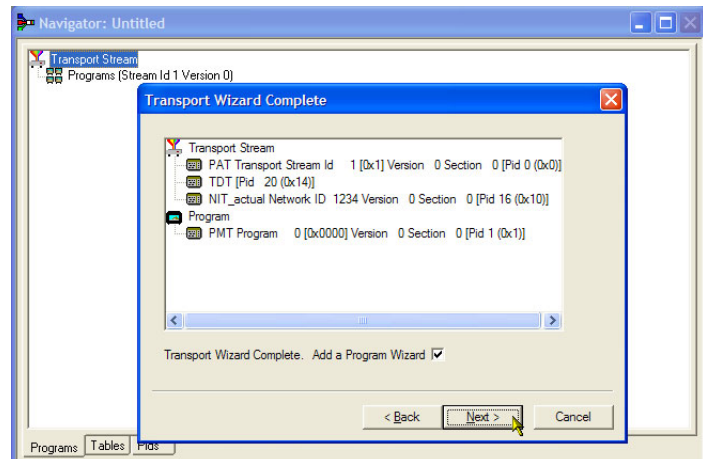 Navigator: Untitled
Transport Stream
Programs (Stream Id 1 Version 0)
Transport Wizard Complete
Transport Stream
PAT Transport Stream Id 1 [0x1] Version 0 Section 0 [Pid 0 (0x0)]
TDT [Pid 20 (0x14)]
NIT_actual Network ID 1234 Version 0 Section 0 [Pid 16 (0x10)]
Program
PMT Program 0 [0x0000] Version 0 Section 0 [Pid 1 (0x1)]
Transport Wizard Complete. Add a Program Wizard
< Back Next > Cancel
Programs Tables Pids